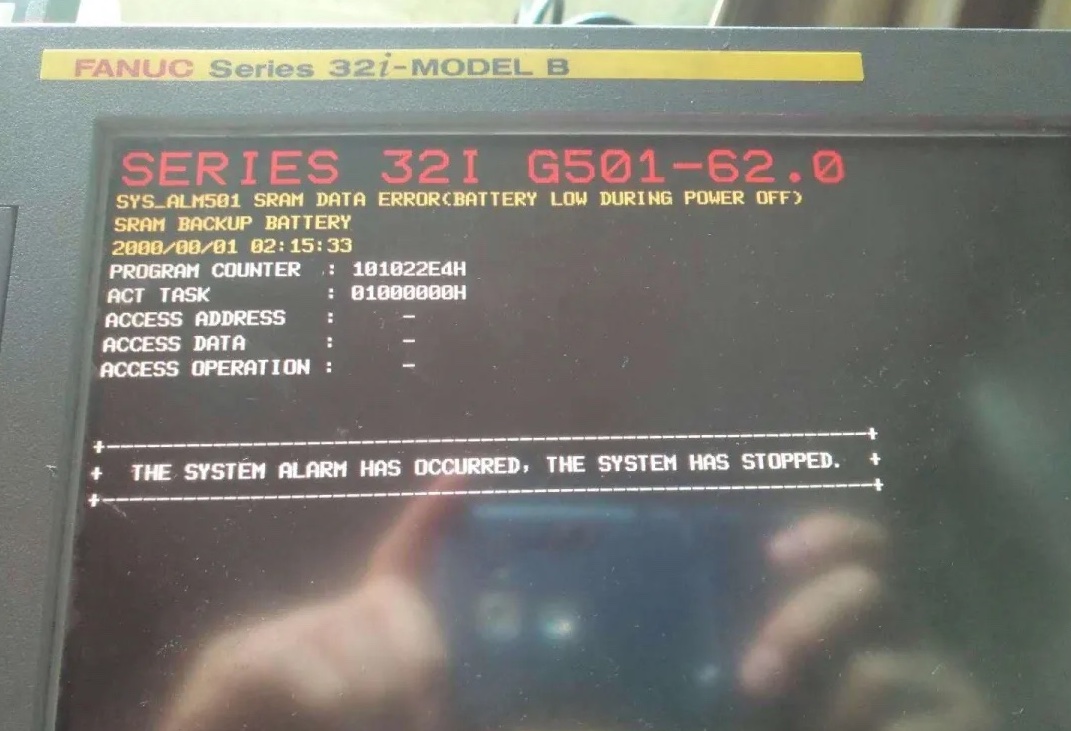 FANUC Series 32i-MODEL B
SERIES 32I G501-62.0
SYS_ALM501 SRAM DATA ERROR(BATTERY LOW DURING POWER OFF)
SRAM BACKUP BATTERY
2000/00/01 02:15:33
PROGRAM COUNTER : 101022E4H
ACT TASK : 01000000H
ACCESS ADDRESS : -
ACCESS DATA : -
ACCESS OPERATION : -
THE SYSTEM ALARM HAS OCCURRED, THE SYSTEM HAS STOPPED.